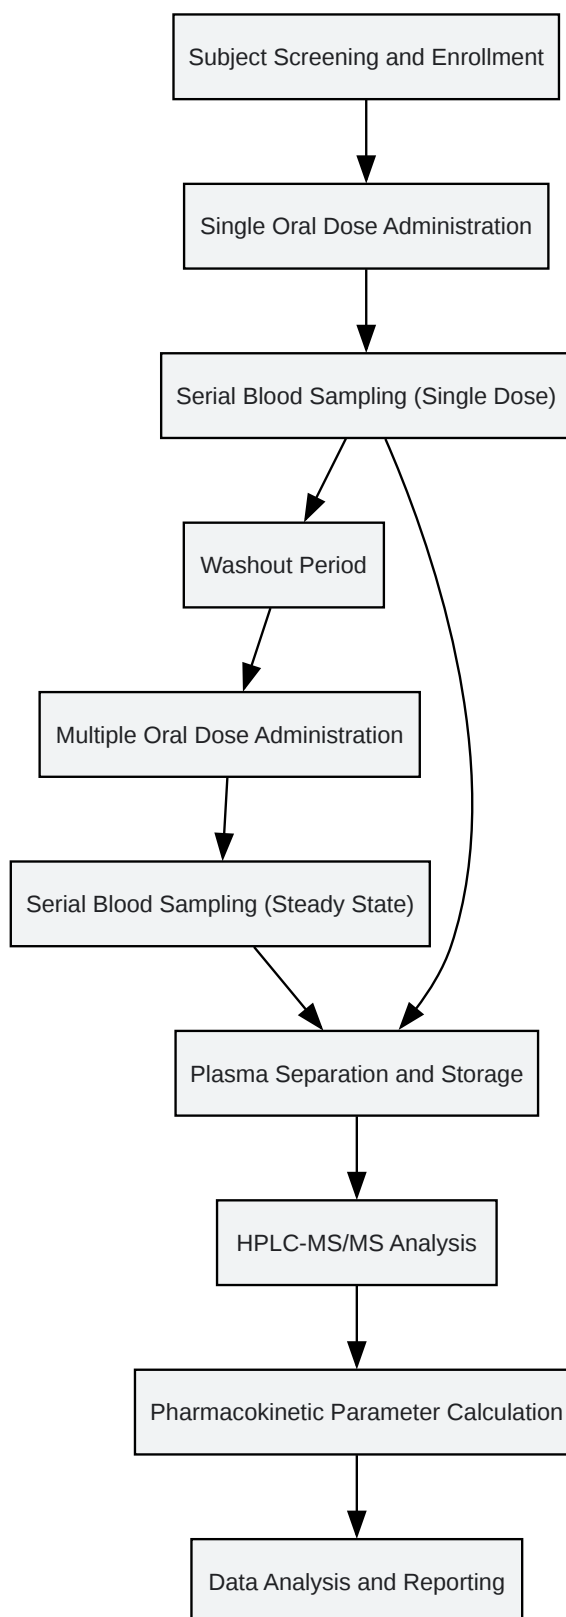 Subject Screening and Enrollment
Single Oral Dose Administration
Serial Blood Sampling (Single Dose)
Washout Period
Multiple Oral Dose Administration
Serial Blood Sampling (Steady State)
Plasma Separation and Storage
HPLC-MS/MS Analysis
Pharmacokinetic Parameter Calculation
Data Analysis and Reporting